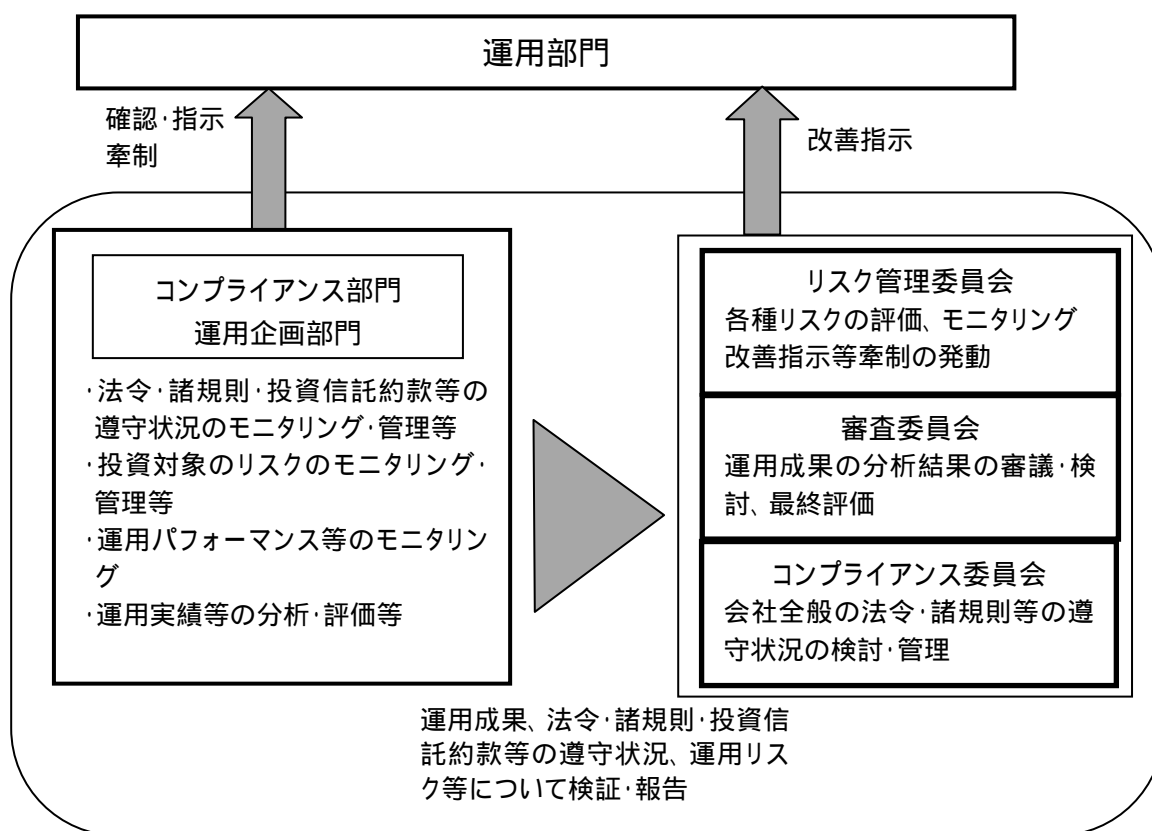 運用部門
確認・指示
牽制
改善指示
コンプライアンス部門
運用企画部門
・法令・諸規則・投資信託約款等の
遵守状況のモニタリング・管理等
・投資対象のリスクのモニタリング・
管理等
・運用パフォーマンス等のモニタリン
グ
・運用実績等の分析・評価等
リスク管理委員会
各種リスクの評価、モニタリング
改善指示等牽制の発動
審査委員会
運用成果の分析結果の審議・検
討、最終評価
コンプライアンス委員会
会社全般の法令・諸規則等の遵
守状況の検討・管理
運用成果、法令・諸規則・投資信
託約款等の遵守状況、運用リス
ク等について検証・報告